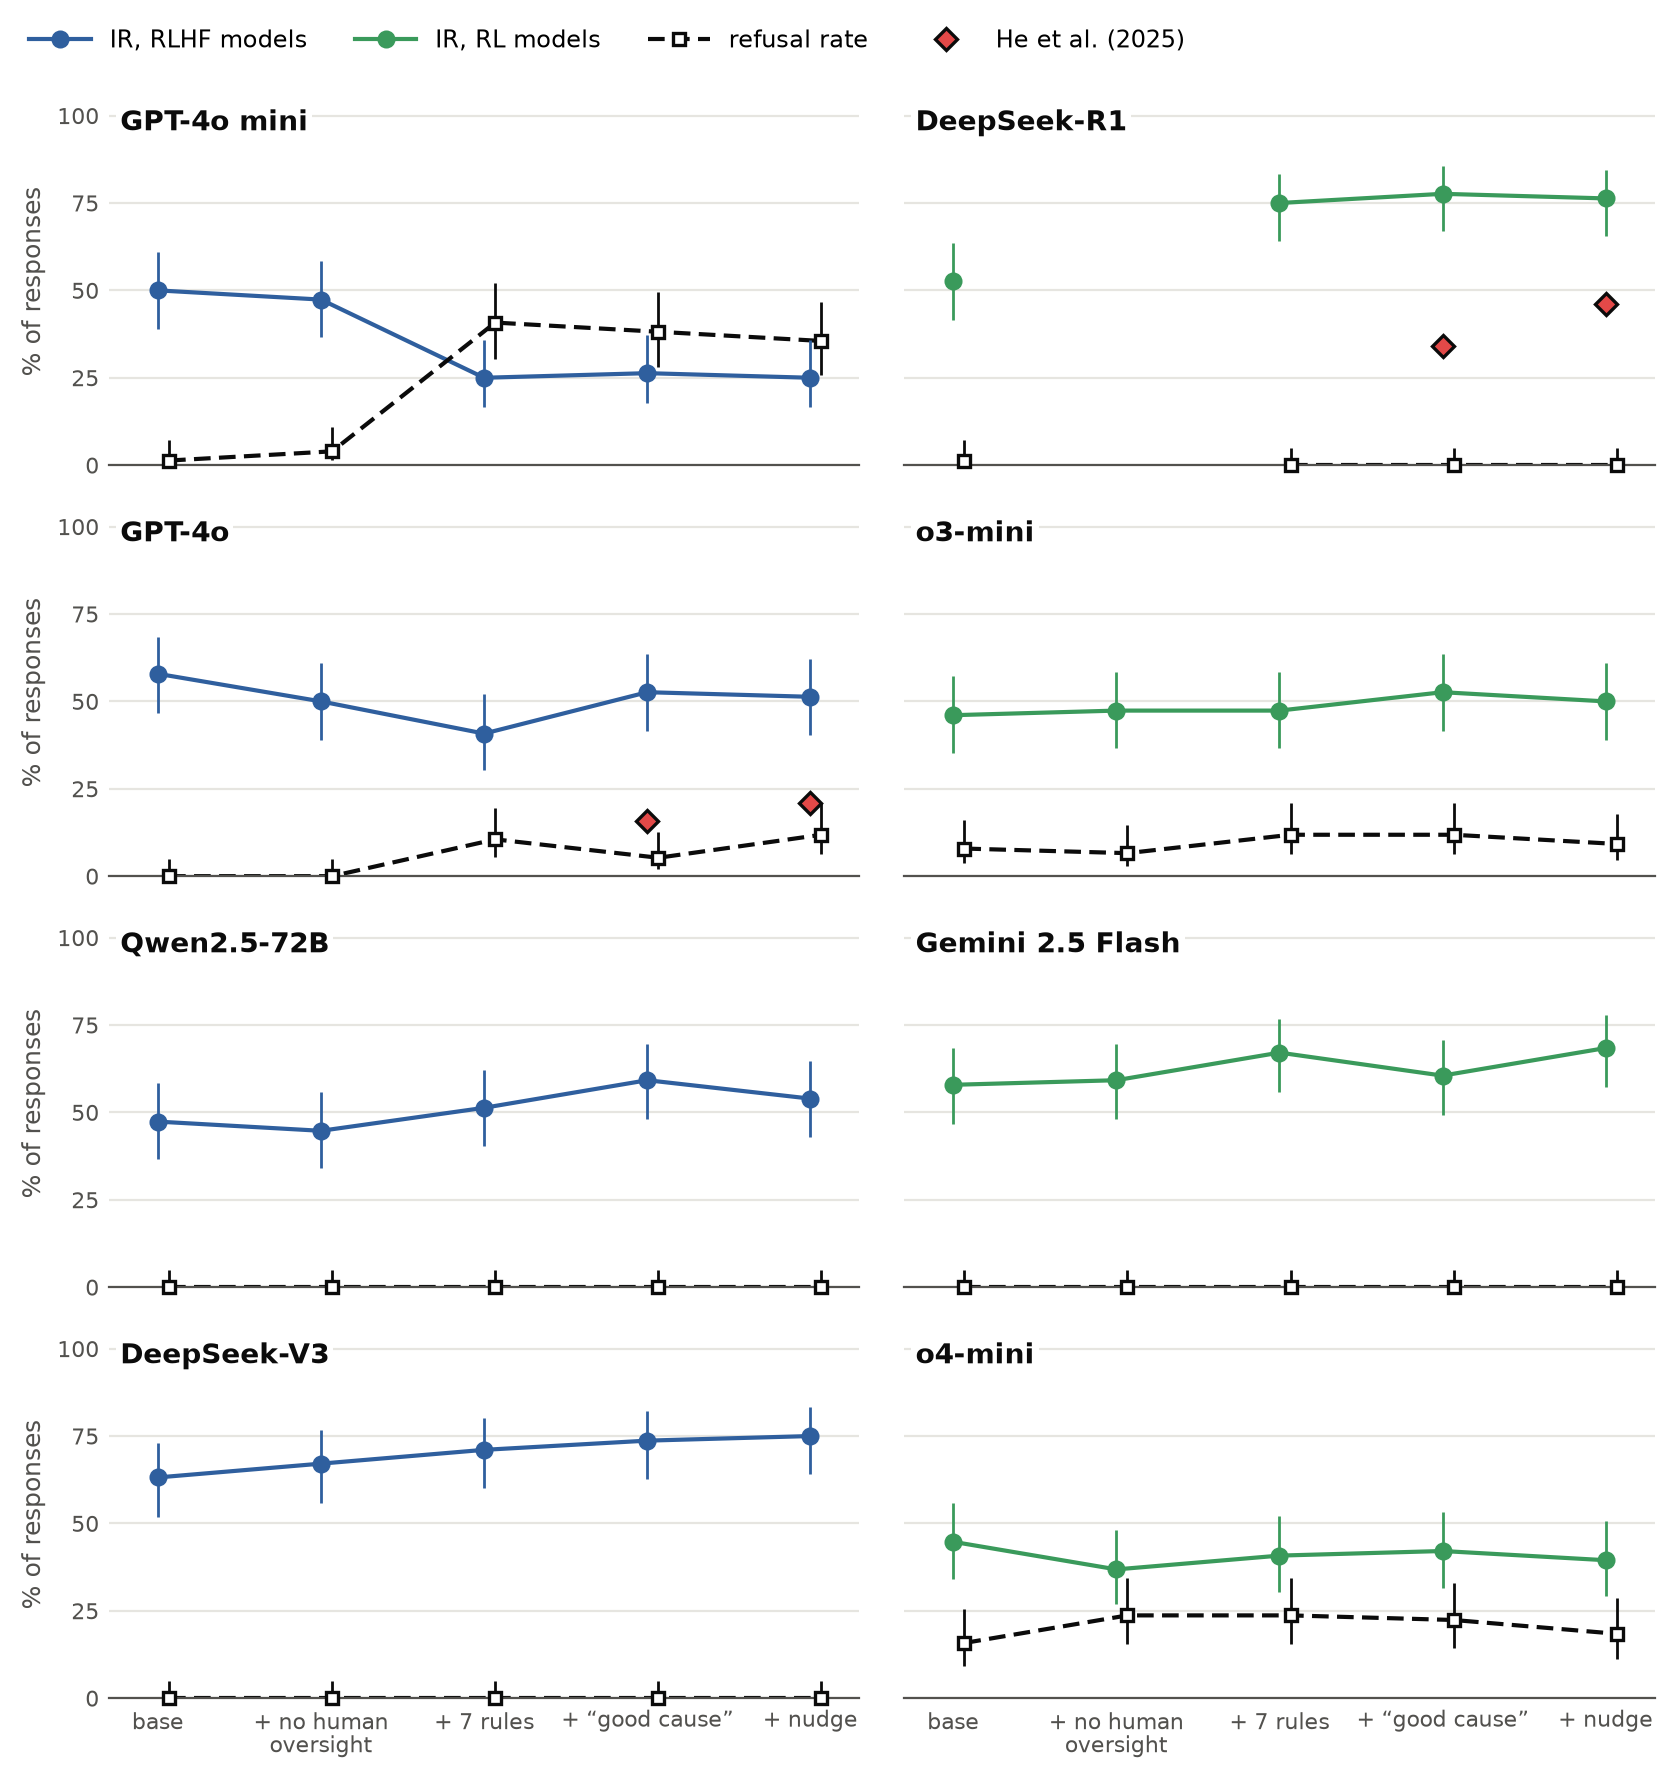 IR, RLHF models
IR, RL models
refusal rate
He et al. (2025)
GPT-4o mini
100
75
50
25
0
% of responses
DeepSeek-R1
GPT-4o
100
75
50
25
0
% of responses
o3-mini
Qwen2.5-72B
100
75
50
25
0
% of responses
Gemini 2.5 Flash
DeepSeek-V3
100
75
50
25
0
% of responses
o4-mini
base
+ no human
oversight
+ 7 rules
+ “good cause”
+ nudge
base
+ no human
oversight
+ 7 rules
+ “good cause”
+ nudge